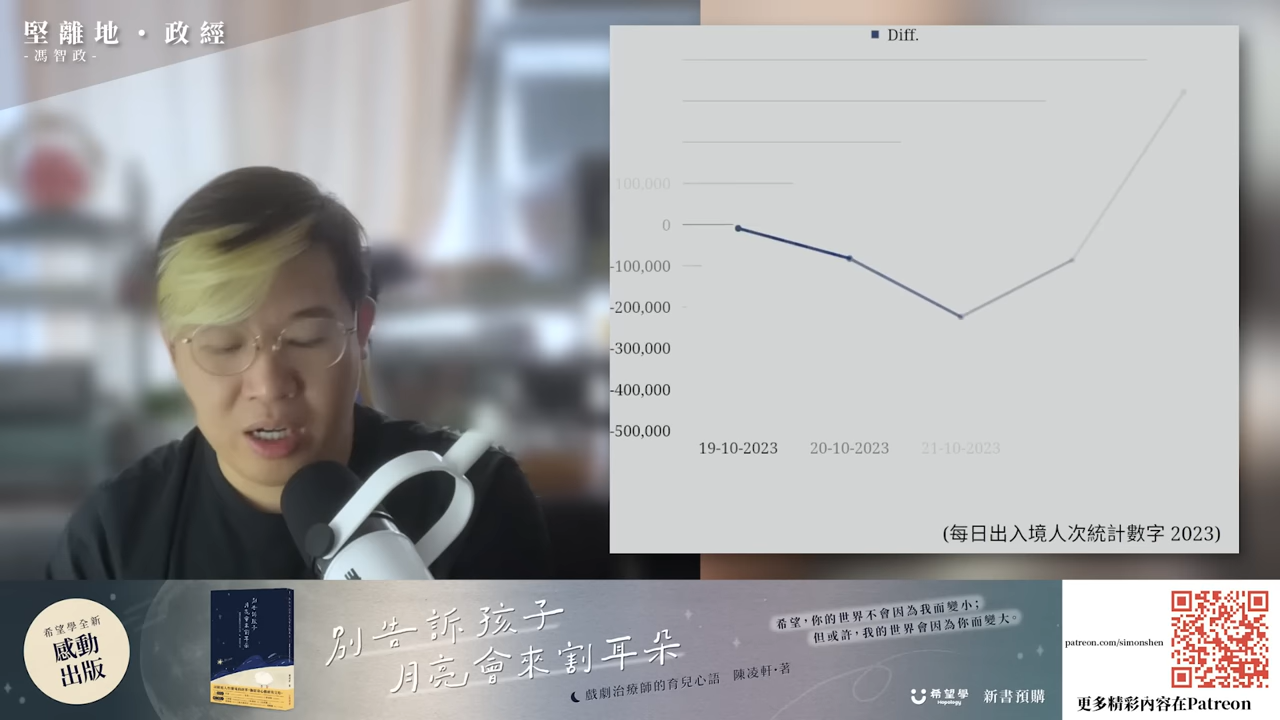 堅離地・政經
-馮智政-
Diff.
100,000
0
-100,000
-200,000
-300,000
-400,000
-500,000
19-10-2023
20-10-2023
21-10-2023
(每日出入境人次統計數字 2023)
希望學全新
感動
出版
別告訴孩子
月亮會來割耳朵
戲劇治療師的育兒心語 陳凌軒・著
希望，你的世界不會因為我而變小；
但或許，我的世界會因為你而變大。
希望學
Hopology
新書預購
patreon.com/simonshen
更多精彩內容在Patreon